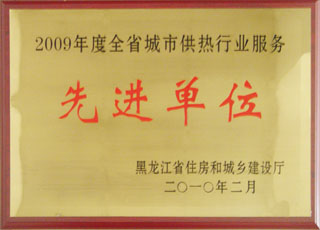 2009年度全省城市供热行业服务
先进单位
黑龙江省住房和城乡建设厅
二〇一〇年二月